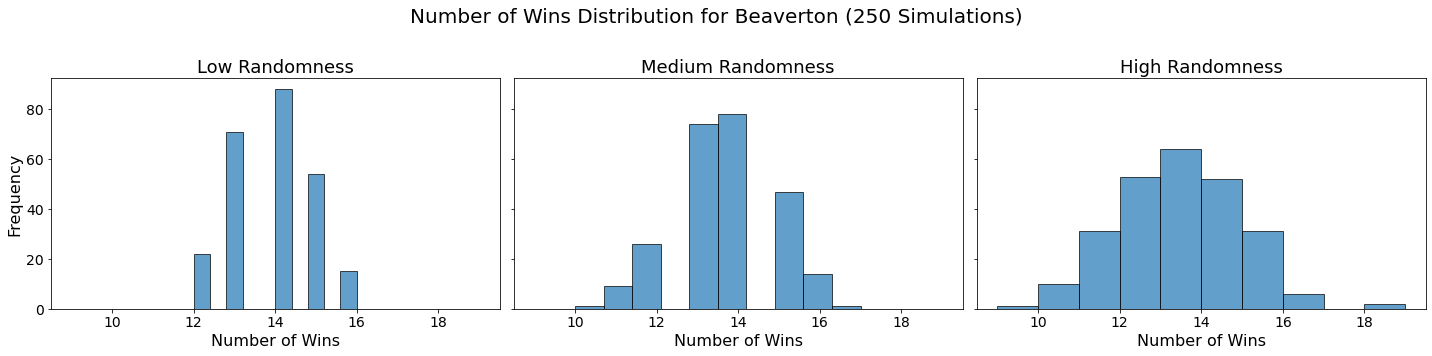 Number of Wins Distribution for Beaverton (250 Simulations)
Low Randomness
Medium Randomness
High Randomness
Frequency
80
60
40
20
0
10 12 14 16 18
10 12 14 16 18
10 12 14 16 18
Number of Wins
Number of Wins
Number of Wins